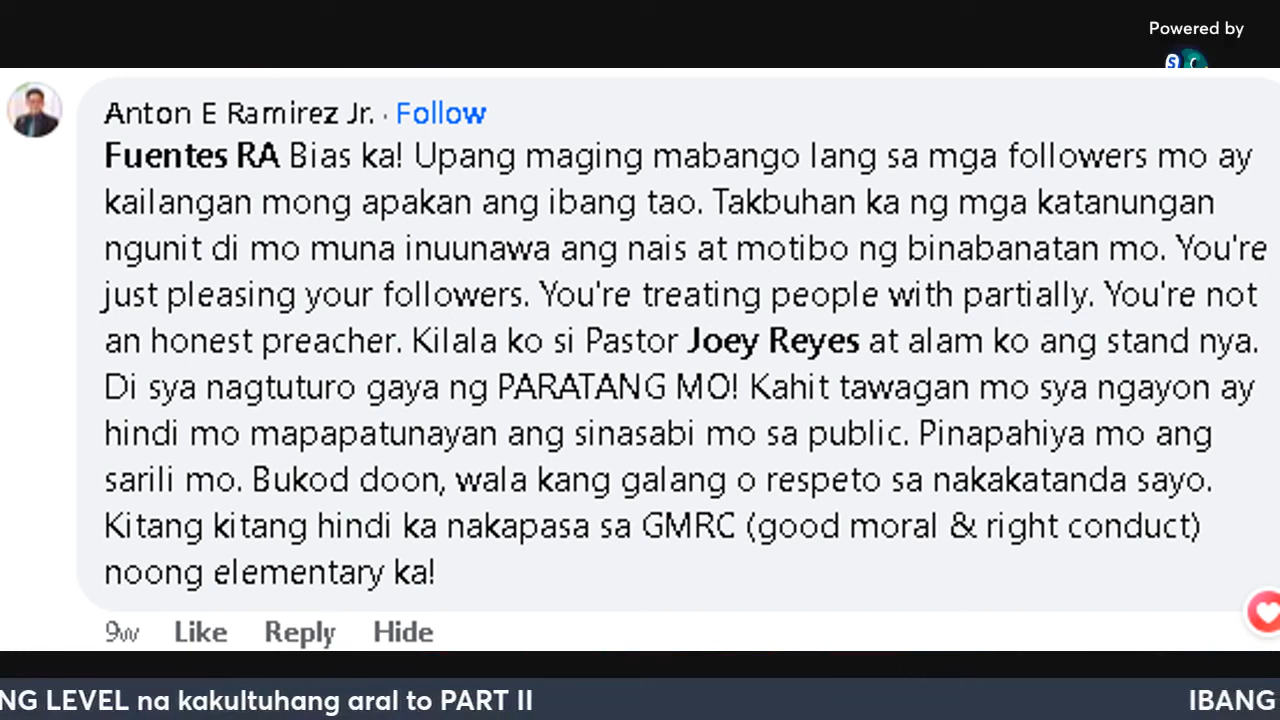 Powered by
S C
Anton E Ramirez Jr. · Follow
Fuentes RA Bias ka! Upang maging mabango lang sa mga followers mo ay
kailangan mong apakan ang ibang tao. Takbuhan ka ng mga katanungan
ngunit di mo muna inuunawa ang nais at motibo ng binabanatan mo. You're
just pleasing your followers. You're treating people with partially. You're not
an honest preacher. Kilala ko si Pastor Joey Reyes at alam ko ang stand nya.
Di sya nagtuturo gaya ng PARATANG MO! Kahit tawagan mo sya ngayon ay
hindi mo mapapatunayan ang sinasabi mo sa public. Pinapahiya mo ang
sarili mo. Bukod doon, wala kang galang o respeto sa nakakatanda sayo.
Kitang kitang hindi ka nakapasa sa GMRC (good moral & right conduct)
noong elementary ka!
9w Like Reply Hide
NG LEVEL na kakultuhang aral to PART II IBANG